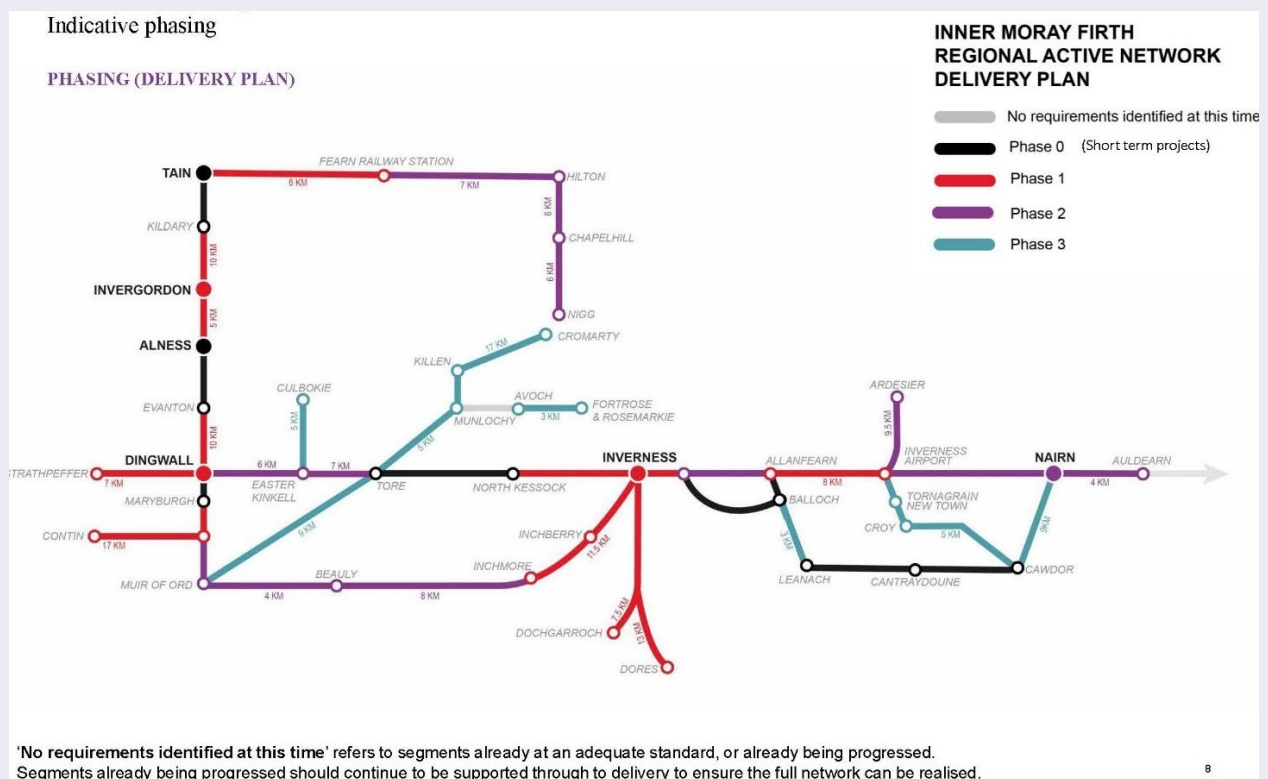 Indicative phasing
PHASING (DELIVERY PLAN)
INNER MORAY FIRTH
REGIONAL ACTIVE NETWORK
DELIVERY PLAN
No requirements identified at this time
Phase 0 (Short term projects)
Phase 1
Phase 2
Phase 3
FEARN RAILWAY STATION
TAIN
6 KM
7 KM
HILTON
6 KM
KILDARY
CHAPELHILL
10 KM
6 KM
INVERGORDON
5 KM
NIGG
CROMARTY
17 KM
ALNESS
KILLEN
CULBOKIE
AVOCH
ARDESIER
EVANTON
5 KM
MUNLOCHY
3 KM
FORTROSE
& ROSEMARKIE
9.5 KM
10 KM
5 KM
DINGWALL
6 KM
7 KM
INVERNESS
ALLANFEARN
INVERNESS
AIRPORT
NAIRN
AULDEARN
STRATHPEFFER
7 KM
EASTER
KINKELL
TORE
NORTH KESSOCK
8 KM
4 KM
MARYBURGH
BALLOCH
TORNAGRAIN
NEW TOWN
9 KM
CROY
5 KM
9KM
CONTIN
17 KM
INCHBERRY
11.5 KM
3 KM
INCHMORE
LEANACH
CANTRAYDOUNE
CAWDOR
MUIR OF ORD
BEAULY
4 KM
8 KM
7.5 KM
13 KM
DOCHGARROCH
DORES
'No requirements identified at this time' refers to segments already at an adequate standard, or already being progressed.
Segments already being progressed should continue to be supported through to delivery to ensure the full network can be realised.
8